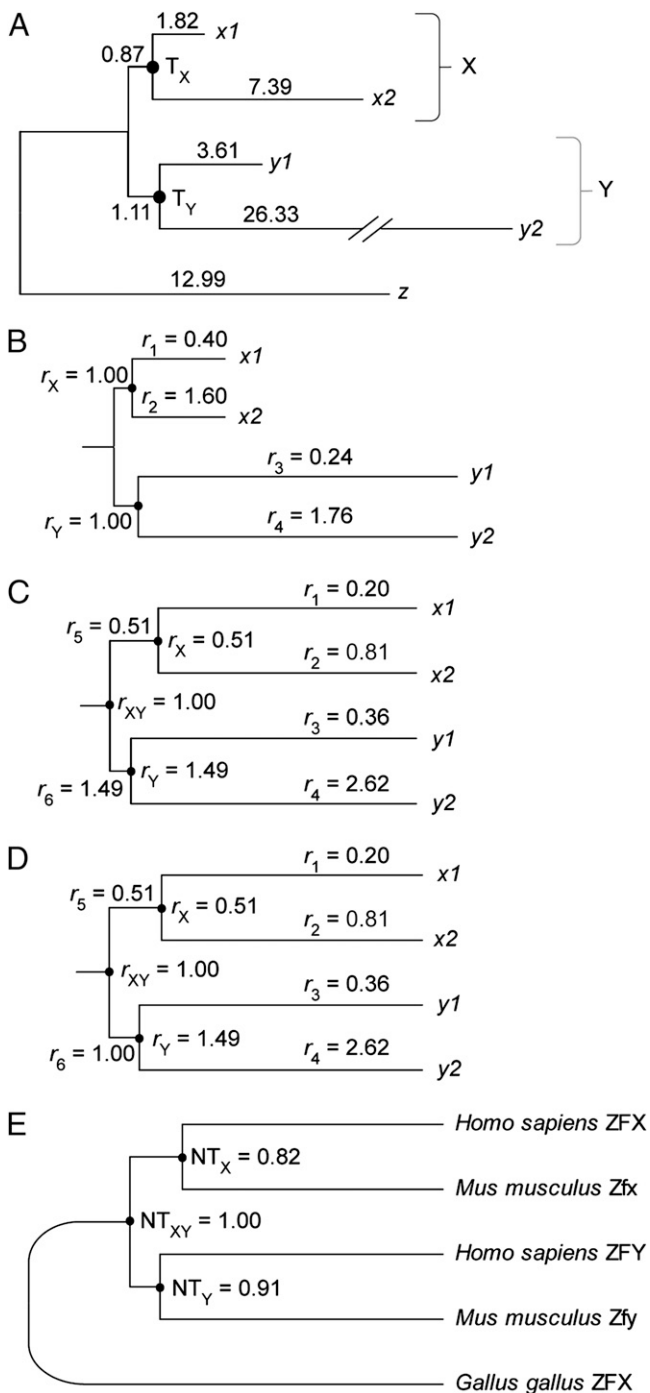 A
1.82
x1
0.87
T_X
X
7.39
x2
3.61
y1
1.11
T_Y
Y
26.33
y2
12.99
z
B
r_1 = 0.40
x1
r_X = 1.00
r_2 = 1.60
x2
r_3 = 0.24
y1
r_Y = 1.00
r_4 = 1.76
y2
C
r_1 = 0.20
x1
r_5 = 0.51
r_X = 0.51
r_2 = 0.81
x2
r_XY = 1.00
r_3 = 0.36
y1
r_Y = 1.49
r_6 = 1.49
r_4 = 2.62
y2
D
r_1 = 0.20
x1
r_5 = 0.51
r_X = 0.51
r_2 = 0.81
x2
r_XY = 1.00
r_3 = 0.36
y1
r_Y = 1.49
r_6 = 1.00
r_4 = 2.62
y2
E
Homo sapiens ZFX
NT_X = 0.82
Mus musculus Zfx
NT_XY = 1.00
Homo sapiens ZFY
NT_Y = 0.91
Mus musculus Zfy
Gallus gallus ZFX